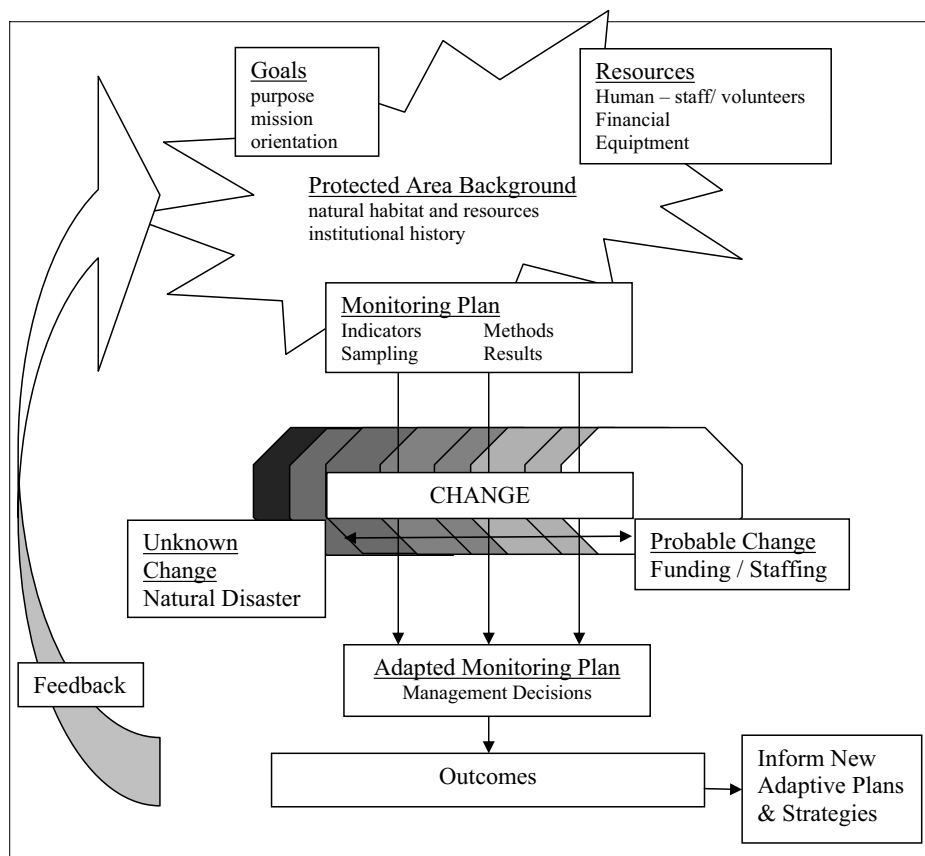 Goals
purpose
mission
orientation
Resources
Human – staff/ volunteers
Financial
Equiptment
Protected Area Background
natural habitat and resources
institutional history
Monitoring Plan
Indicators Methods
Sampling Results
CHANGE
Unknown
Change
Natural Disaster
Probable Change
Funding / Staffing
Adapted Monitoring Plan
Management Decisions
Feedback
Outcomes
Inform New
Adaptive Plans
& Strategies